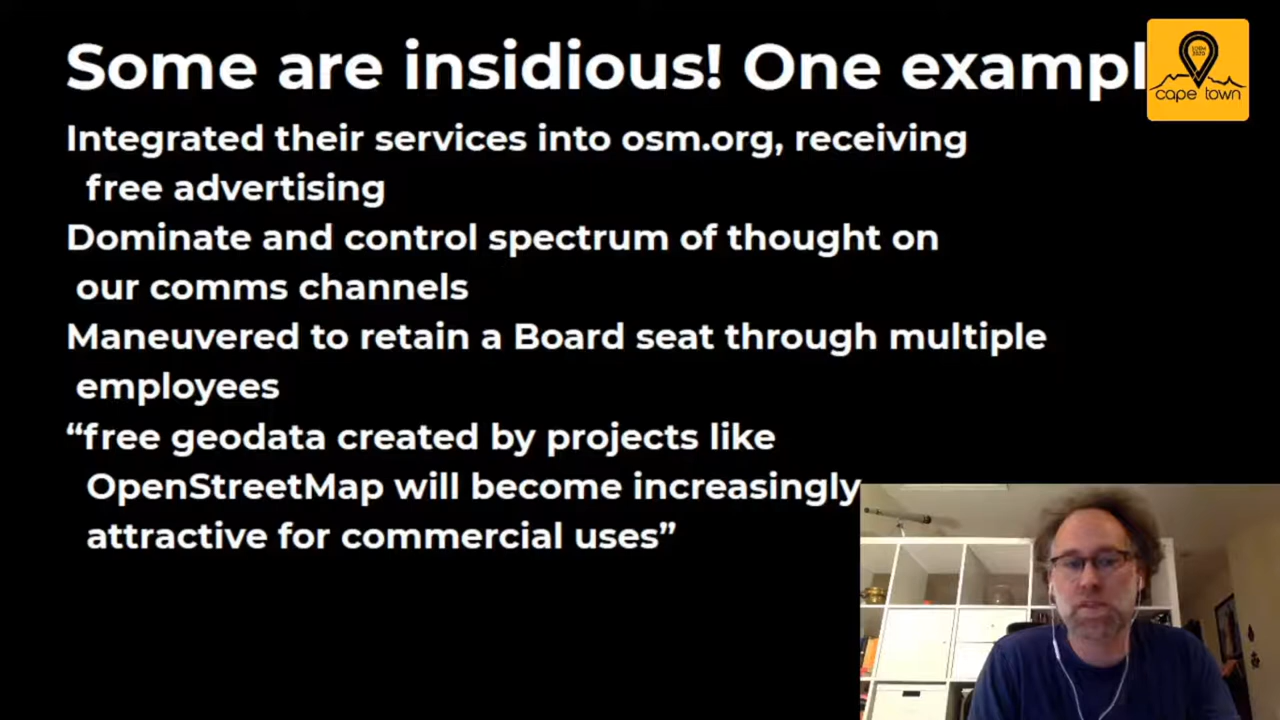 Some are insidious! One exampl
Integrated their services into osm.org, receiving
free advertising
Dominate and control spectrum of thought on
our comms channels
Maneuvered to retain a Board seat through multiple
employees
“free geodata created by projects like
OpenStreetMap will become increasingly
attractive for commercial uses”
SOTM
2020
cape town